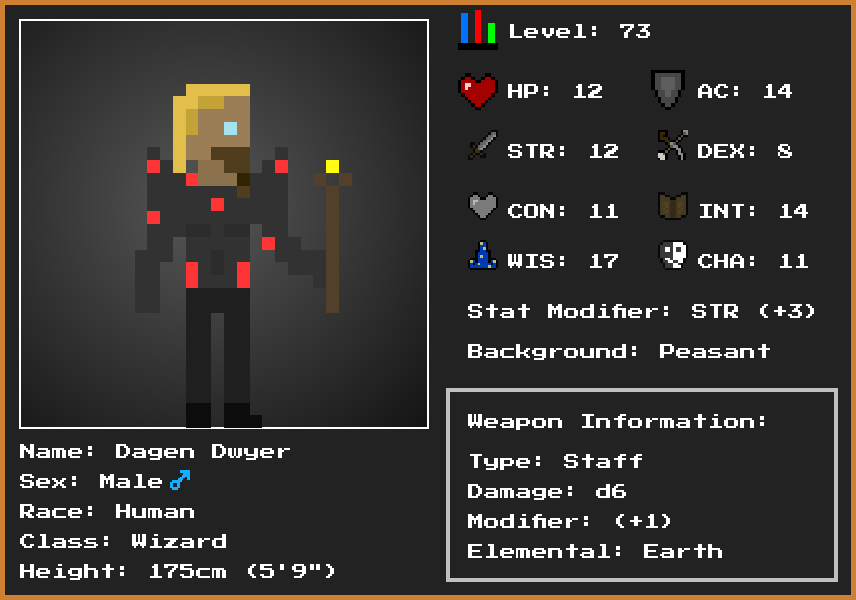 Level: 73
HP: 12 AC: 14
STR: 12 DEX: 8
CON: 11 INT: 14
WIS: 17 CHA: 11
Stat Modifier: STR (+3)
Background: Peasant
Weapon Information:
Type: Staff
Damage: d6
Modifier: (+1)
Elemental: Earth
Name: Dagen Dwyer
Sex: Male ♂
Race: Human
Class: Wizard
Height: 175cm (5'9")